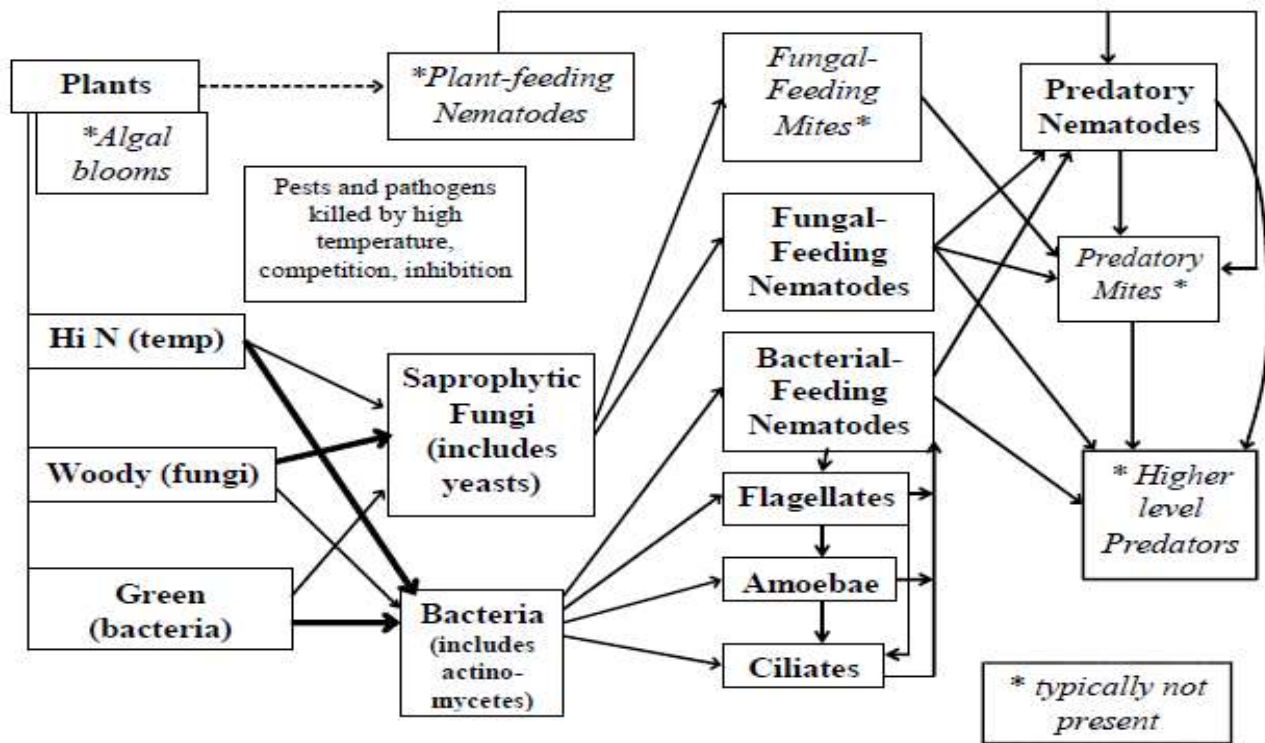 Plants
*Algal
blooms
*Plant-feeding
Nematodes
Pests and pathogens
killed by high
temperature,
competition, inhibition
Hi N (temp)
Woody (fungi)
Green
(bacteria)
Saprophytic
Fungi
(includes
yeasts)
Bacteria
(includes
actino-
mycetes)
Fungal-
Feeding
Mites*
Fungal-
Feeding
Nematodes
Bacterial-
Feeding
Nematodes
Flagellates
Amoebae
Ciliates
Predatory
Nematodes
Predatory
Mites *
* Higher
level
Predators
* typically not
present